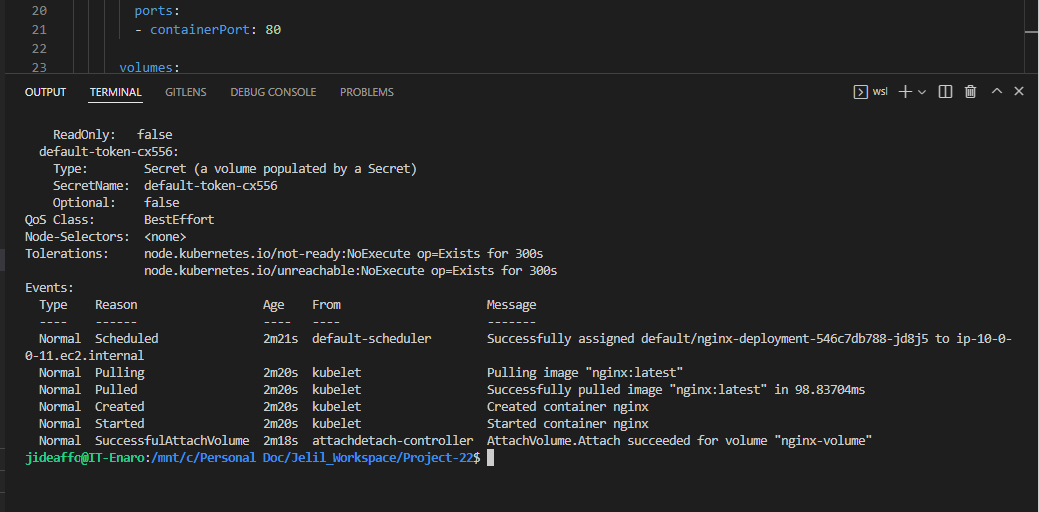 20 ports:
21 - containerPort: 80
22
23 volumes:
OUTPUT TERMINAL GITLENS DEBUG CONSOLE PROBLEMS wsl
ReadOnly: false
default-token-cx556:
Type: Secret (a volume populated by a Secret)
SecretName: default-token-cx556
Optional: false
QoS Class: BestEffort
Node-Selectors: <none>
Tolerations: node.kubernetes.io/not-ready:NoExecute op=Exists for 300s
node.kubernetes.io/unreachable:NoExecute op=Exists for 300s
Events:
Type Reason Age From Message
---- ------ ---- ---- -------
Normal Scheduled 2m21s default-scheduler Successfully assigned default/nginx-deployment-546c7db788-jd8j5 to ip-10-0-
0-11.ec2.internal
Normal Pulling 2m20s kubelet Pulling image "nginx:latest"
Normal Pulled 2m20s kubelet Successfully pulled image "nginx:latest" in 98.83704ms
Normal Created 2m20s kubelet Created container nginx
Normal Started 2m20s kubelet Started container nginx
Normal SuccessfulAttachVolume 2m18s attachdetach-controller AttachVolume.Attach succeeded for volume "nginx-volume"
jideaffo@IT-Enaro:/mnt/c/Personal Doc/Jelil_Workspace/Project-22$